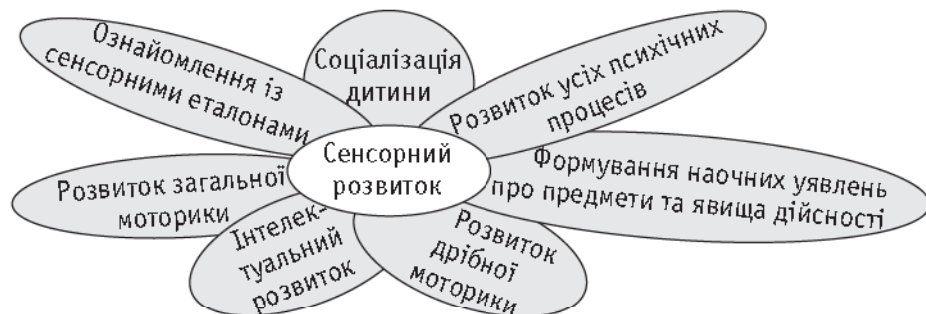 Ознайомлення із
сенсорними еталонами
Соціалізація
дитини
Розвиток усіх психічних
процесів
Сенсорний
розвиток
Формування наочних уявлень
про предмети та явища дійсності
Розвиток загальної
моторики
Інтелек-
туальний
розвиток
Розвиток
дрібної
моторики